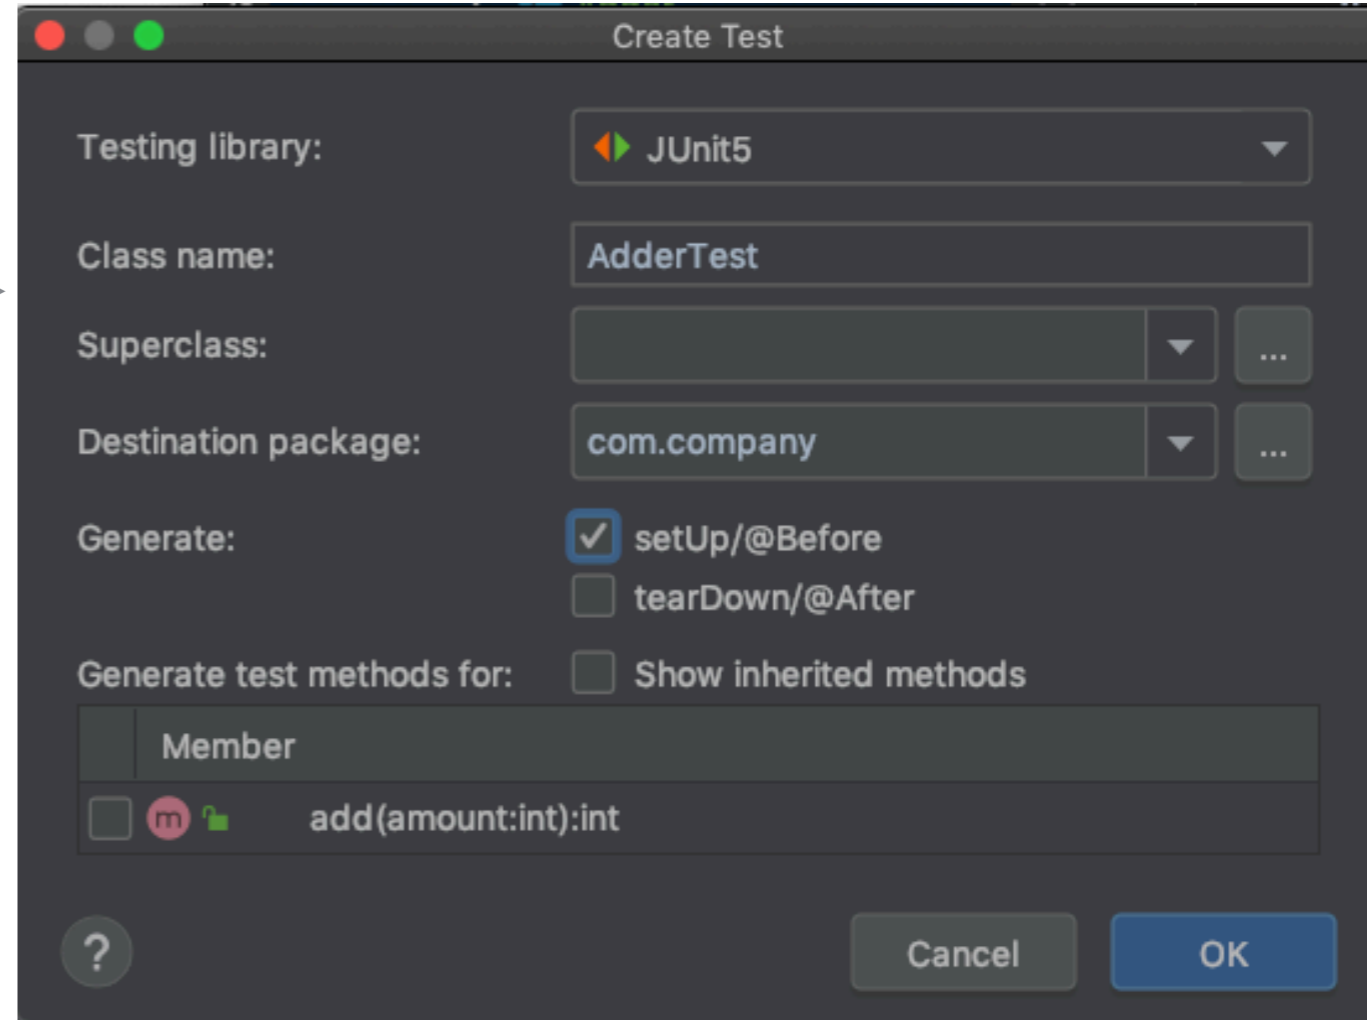 Create Test
Testing library: JUnit5
Class name: AdderTest
Superclass: ...
Destination package: com.company ...
Generate: setUp/@Before
tearDown/@After
Generate test methods for: Show inherited methods
Member
m add(amount:int):int
? Cancel OK